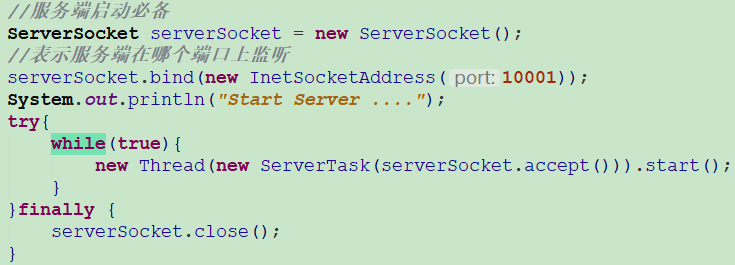 //服务端启动必备
ServerSocket serverSocket = new ServerSocket();
//表示服务端在哪个端口上监听
serverSocket.bind(new InetSocketAddress( port: 10001));
System.out.println("Start Server ....");
try{
while(true){
new Thread(new ServerTask(serverSocket.accept())).start();
}
}finally {
serverSocket.close();
}